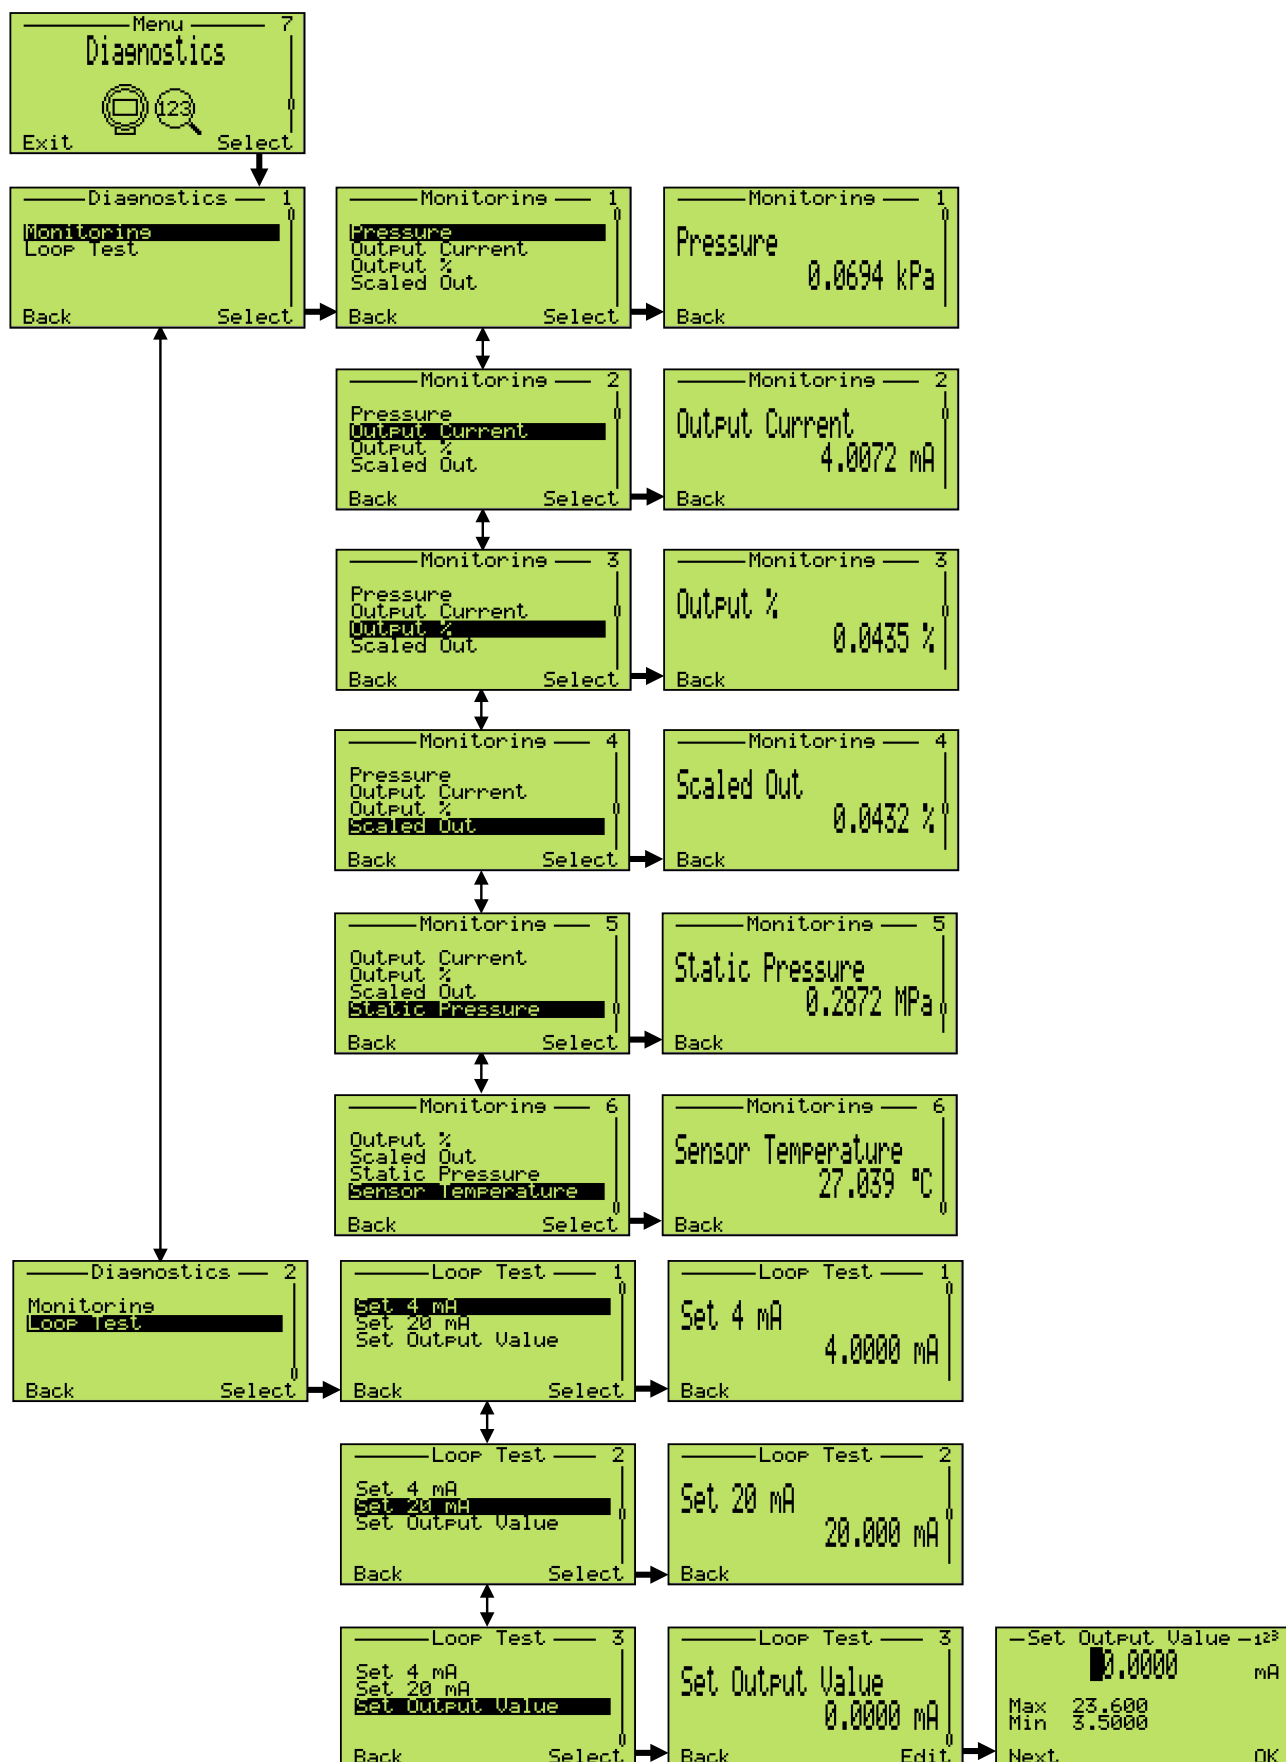 Menu 7
Diagnostics
123
Exit Select
Diagnostics 1
Monitoring
Loop Test
Back Select
Monitoring 1
Pressure
Output Current
Output %
Scaled Out
Back Select
Monitoring 1
Pressure
0.0694 kPa
Back
Monitoring 2
Pressure
Output Current
Output %
Scaled Out
Back Select
Monitoring 2
Output Current
4.0072 mA
Back
Monitoring 3
Pressure
Output Current
Output %
Scaled Out
Back Select
Monitoring 3
Output %
0.0435 %
Back
Monitoring 4
Pressure
Output Current
Output %
Scaled Out
Back Select
Monitoring 4
Scaled Out
0.0432 %
Back
Monitoring 5
Output Current
Output %
Scaled Out
Static Pressure
Back Select
Monitoring 5
Static Pressure
0.2872 MPa
Back
Monitoring 6
Output %
Scaled Out
Static Pressure
Sensor Temperature
Back Select
Monitoring 6
Sensor Temperature
27.039 °C
Back
Diagnostics 2
Monitoring
Loop Test
Back Select
Loop Test 1
Set 4 mA
Set 20 mA
Set Output Value
Back Select
Loop Test 1
Set 4 mA
4.0000 mA
Back
Loop Test 2
Set 4 mA
Set 20 mA
Set Output Value
Back Select
Loop Test 2
Set 20 mA
20.000 mA
Back
Loop Test 3
Set 4 mA
Set 20 mA
Set Output Value
Back Select
Loop Test 3
Set Output Value
0.0000 mA
Back Edit
Set Output Value 123
0.0000 mA
Max 23.600
Min 3.5000
Next OK